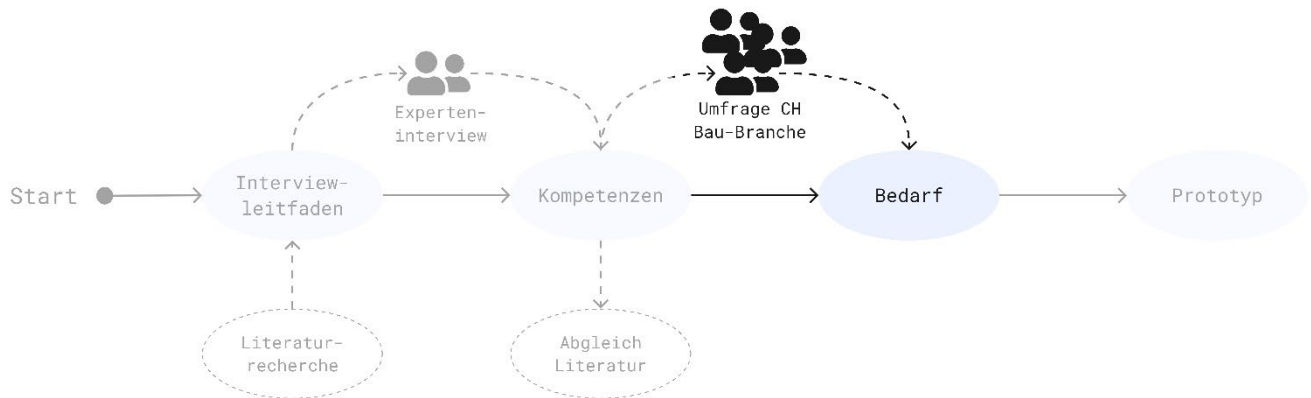 Experten-
interview
Umfrage CH
Bau-Branche
Start
Interview-
leitfaden
Kompetenzen
Bedarf
Prototyp
Literatur-
recherche
Abgleich
Literatur